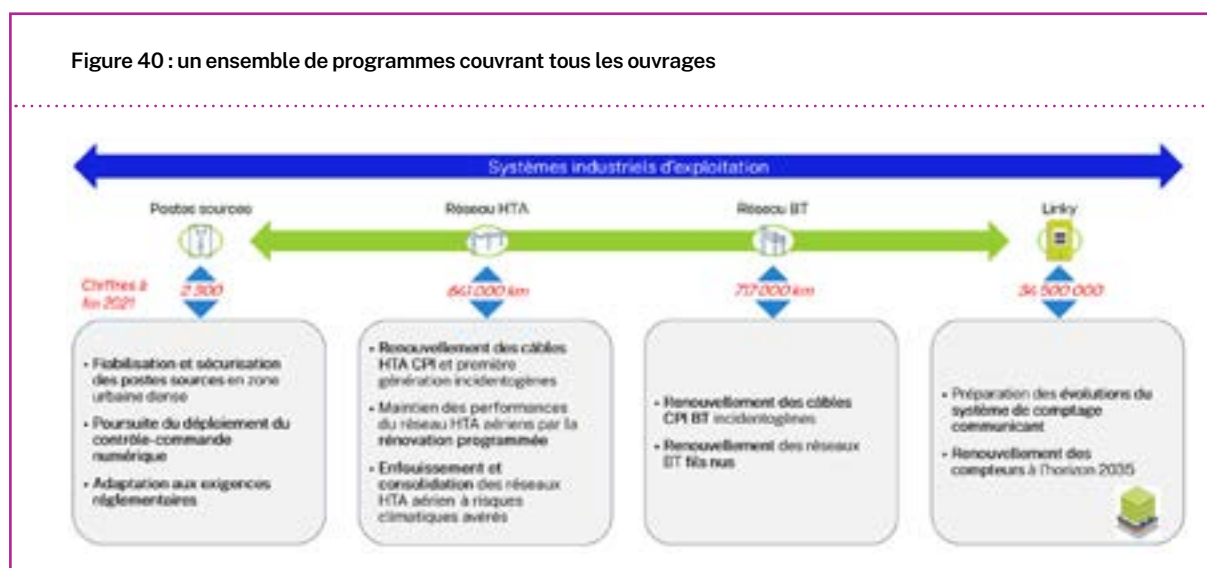 Figure 40 : un ensemble de programmes couvrant tous les ouvrages
Systèmes industriels d'exploitation
Postes sources
Réseau HTA
Réseau BT
Linky
Chiffres à
fin 2021
2 300
km
717 000 km
34 500 000
• Fiabilisation et sécurisation
des postes sources en zone
urbaine dense
• Poursuite du déploiement du
contrôle-commande
numérique
• Adaptation aux exigences
réglementaires
• Renouvellement des câbles
HTA CPI et première
génération incidentogènes
• Maintien des performances
du réseau HTA aériens par la
rénovation programmée
• Enfouissement et
consolidation des réseaux
HTA aérien à risques
climatiques avérés
• Renouvellement des câbles
CPI BT incidentogènes
• Renouvellement des réseaux
BT fils nus
• Préparation des évolutions du
système de comptage
communicant
• Renouvellement des
compteurs à l'horizon 2035